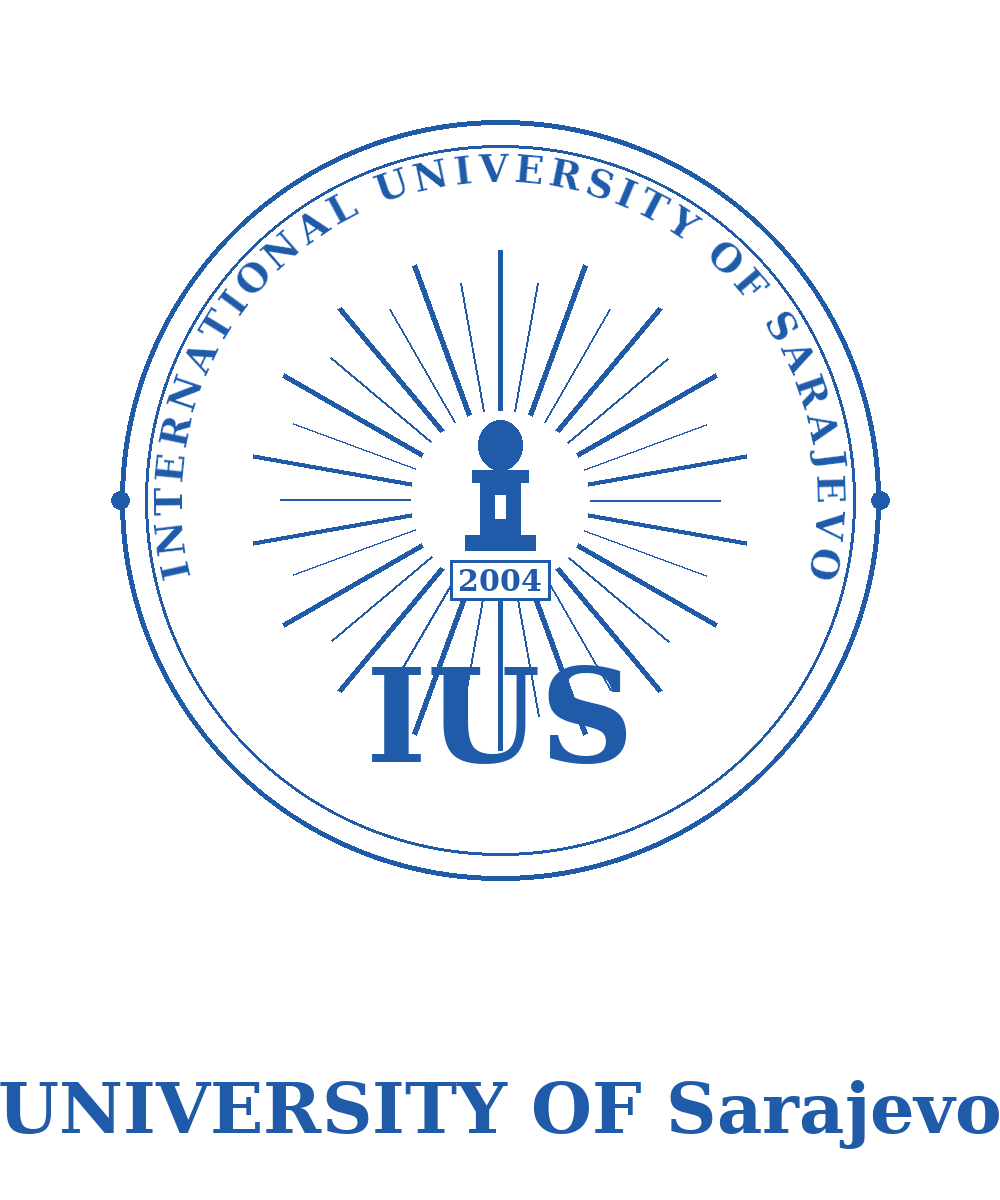 INTERNATIONAL UNIVERSITY OF SARAJEVO
2004
IUS
UNIVERSITY OF Sarajevo